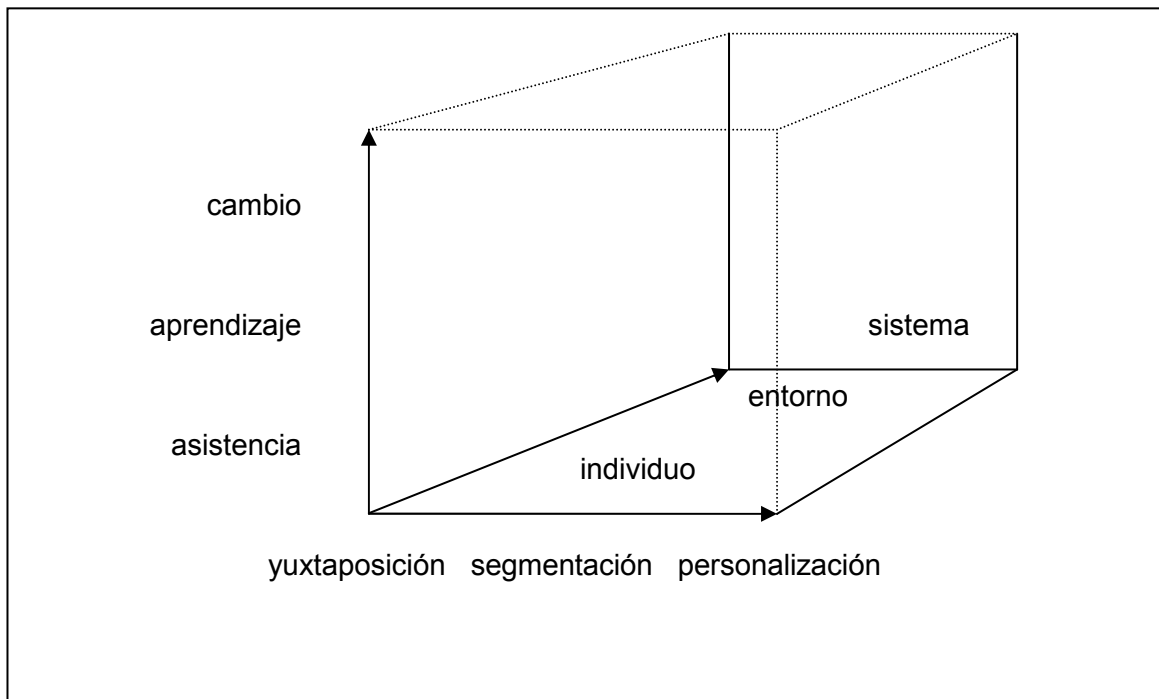 cambio
aprendizaje
sistema
entorno
asistencia
individuo
yuxtaposición segmentación personalización